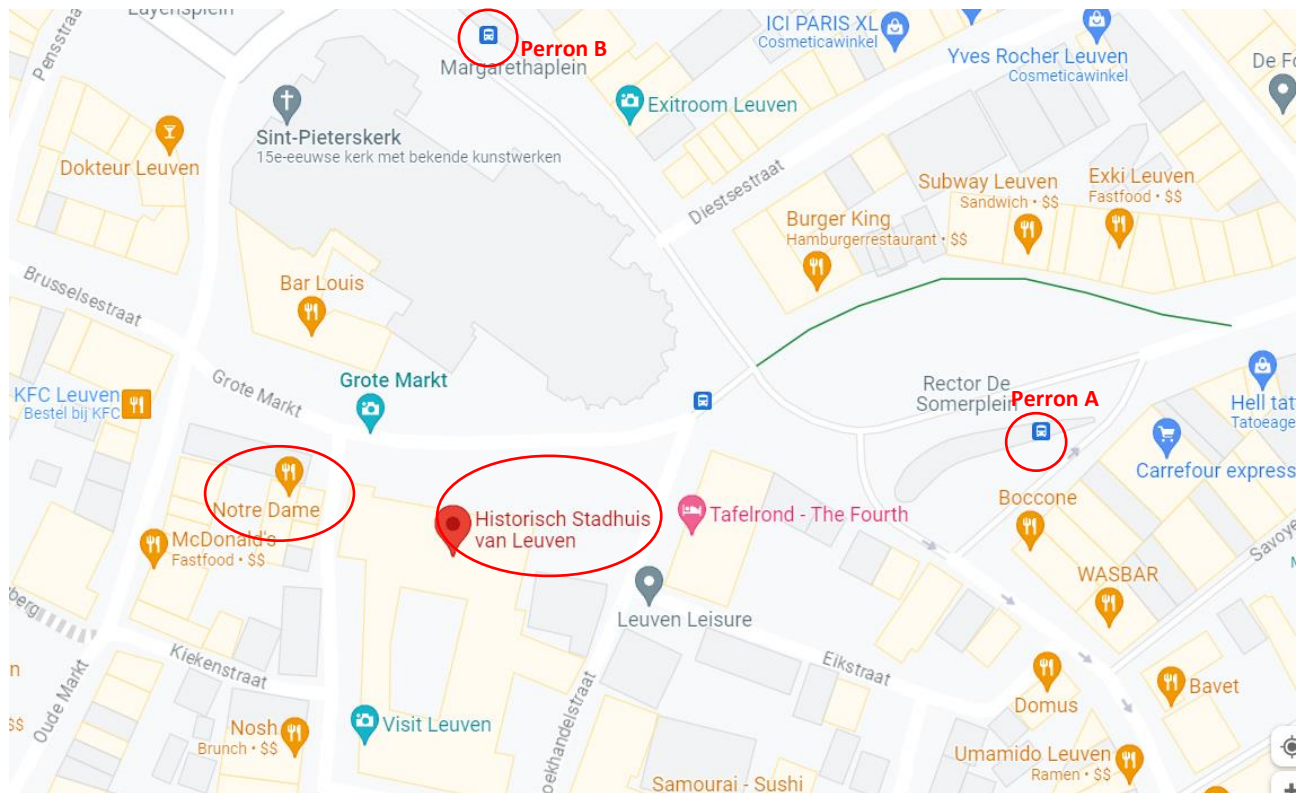 Layensplein
Pensstraa
Perron B
Margarethaplein
ICI PARIS XL
Cosmeticawinkel
Yves Rocher Leuven
Cosmeticawinkel
De Fo
Exitroom Leuven
Sint-Pieterskerk
15e-eeuwse kerk met bekende kunstwerken
Dokteur Leuven
Diestsestraat
Subway Leuven
Sandwich • $$
Exki Leuven
Fastfood • $$
Burger King
Hamburgerrestaurant • $$
Brusselsestraat
Bar Louis
Grote Markt
Grote Markt
KFC Leuven
Bestel bij KFC
Rector De
Somerplein
Perron A
Hell tat
Tatoeage
Carrefour express
Notre Dame
Historisch Stadhuis
van Leuven
Tafelrond - The Fourth
Boccone
McDonald's
Fastfood • $$
Savoye
WASBAR
Leuven Leisure
erg
Kiekenstraat
Eikstraat
Oude Markt
n
$$
Nosh
Brunch • $$
Visit Leuven
oekhandelstraat
Domus
Bavet
Umamido Leuven
Ramen • $$
Samourai - Sushi